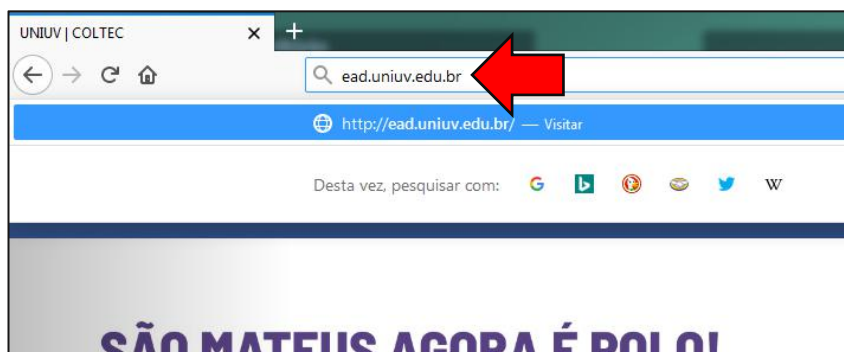 UNIUV | COLTEC
ead.uniuv.edu.br
http://ead.uniuv.edu.br/ — Visitar
Desta vez, pesquisar com:
SÃO MATEUS AGORA É POLO!